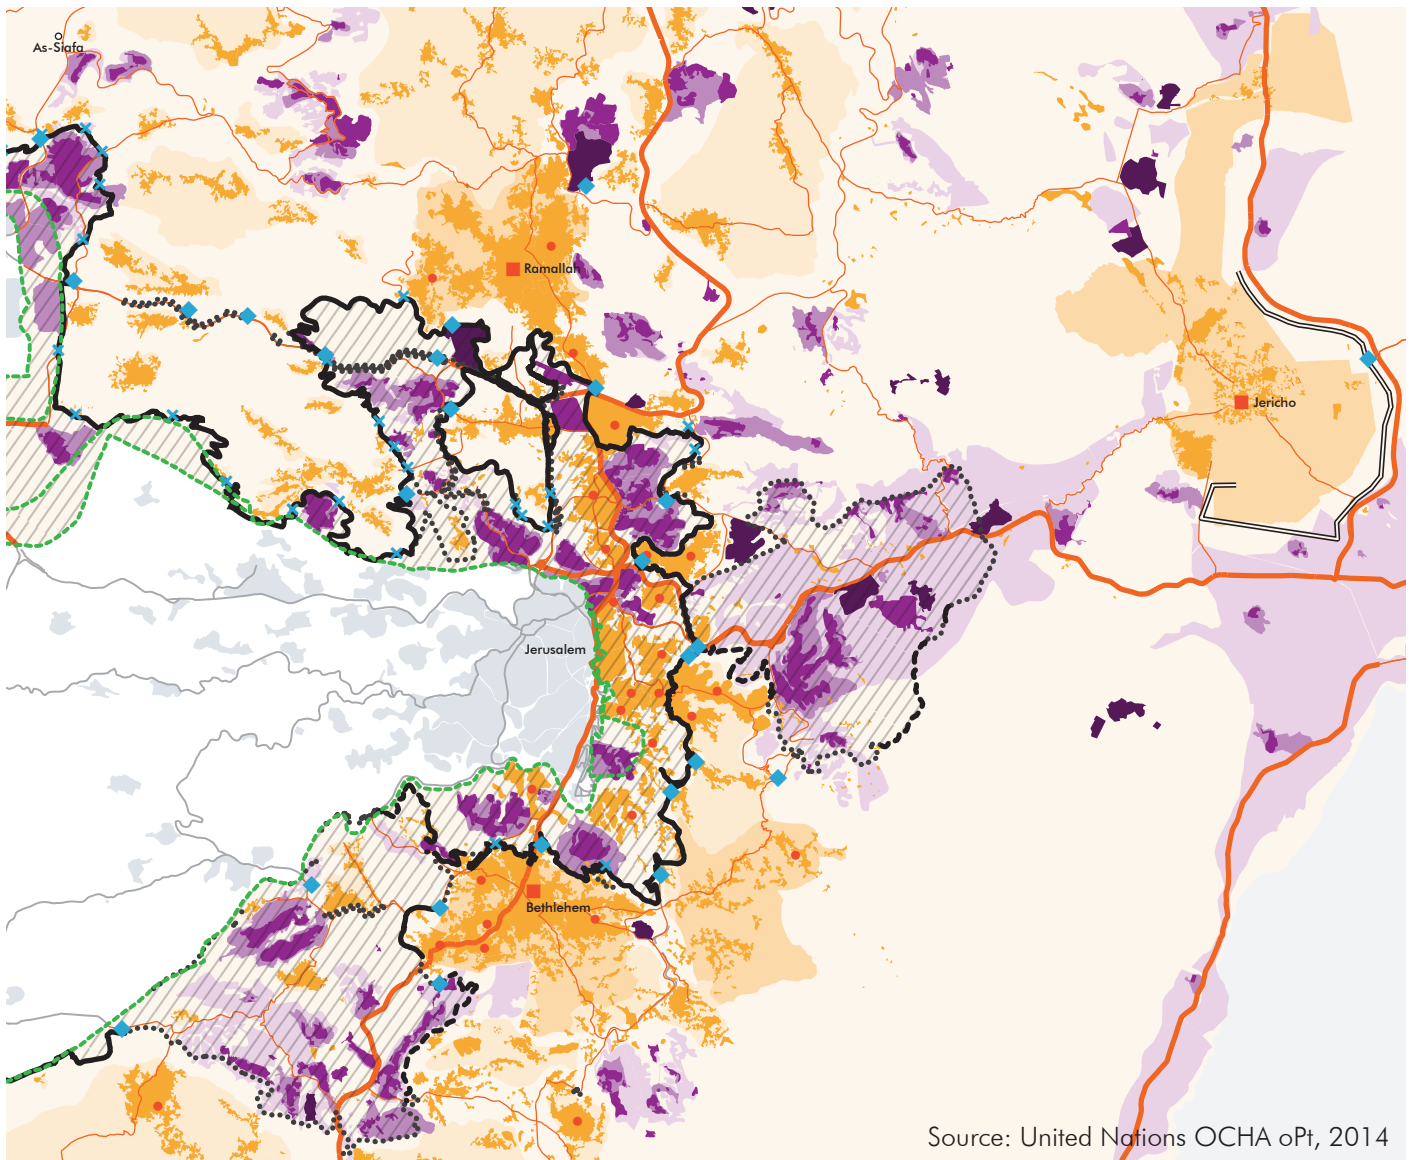 As-Siafa
Ramallah
Jericho
Jerusalem
Bethlehem
Source: United Nations OCHA oPt, 2014